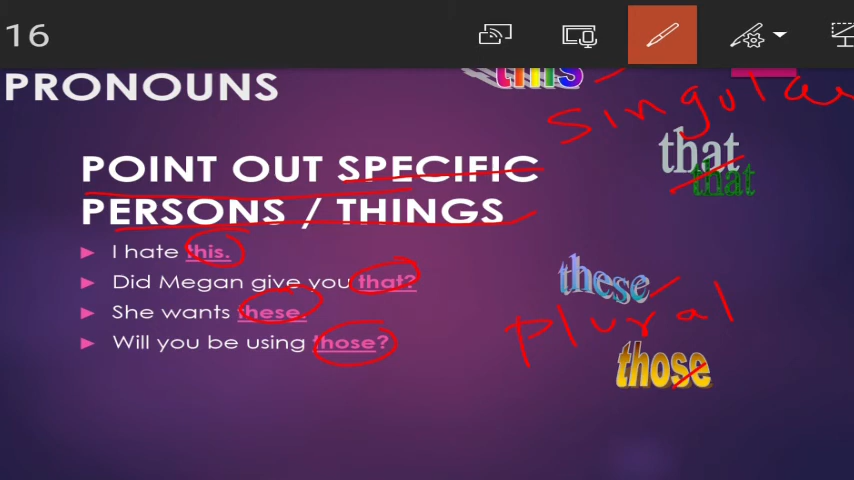 16
PRONOUNS
this
Singular
POINT OUT SPECIFIC
PERSONS / THINGS
that
that
I hate this.
Did Megan give you that?
She wants these.
Will you be using those?
these
Plural
those